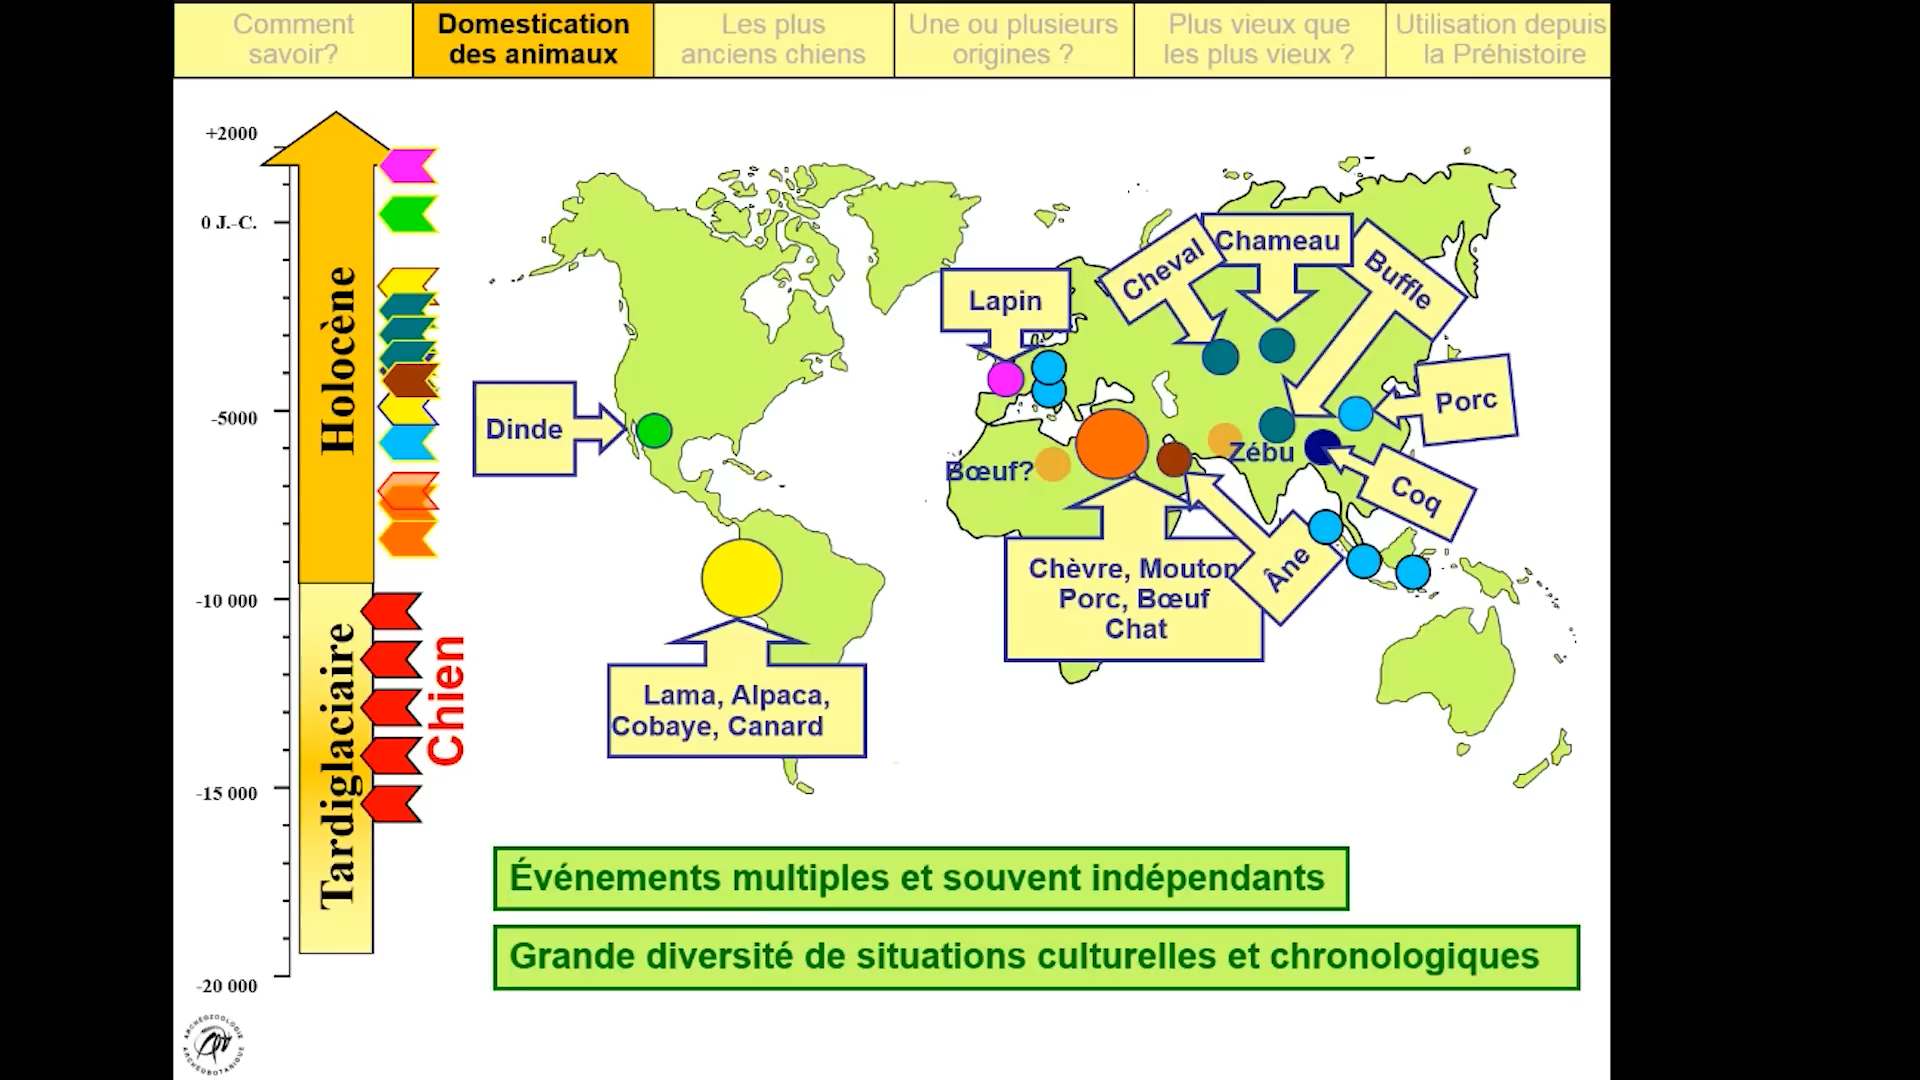 Comment
savoir?
Domestication
des animaux
Les plus
anciens chiens
Une ou plusieurs
origines ?
Plus vieux que
les plus vieux ?
Utilisation depuis
la Préhistoire
+2000
0 J.-C.
-5000
-10 000
-15 000
-20 000
Holocène
Tardiglaciaire
Chien
Dinde
Lama, Alpaca,
Cobaye, Canard
Lapin
Cheval
Chameau
Buffle
Porc
Coq
Zébu
Bœuf?
Âne
Chèvre, Mouton
Porc, Bœuf
Chat
Événements multiples et souvent indépendants
Grande diversité de situations culturelles et chronologiques
ARCHÉOZOOLOGIE
ARCHÉOBOTANIQUE